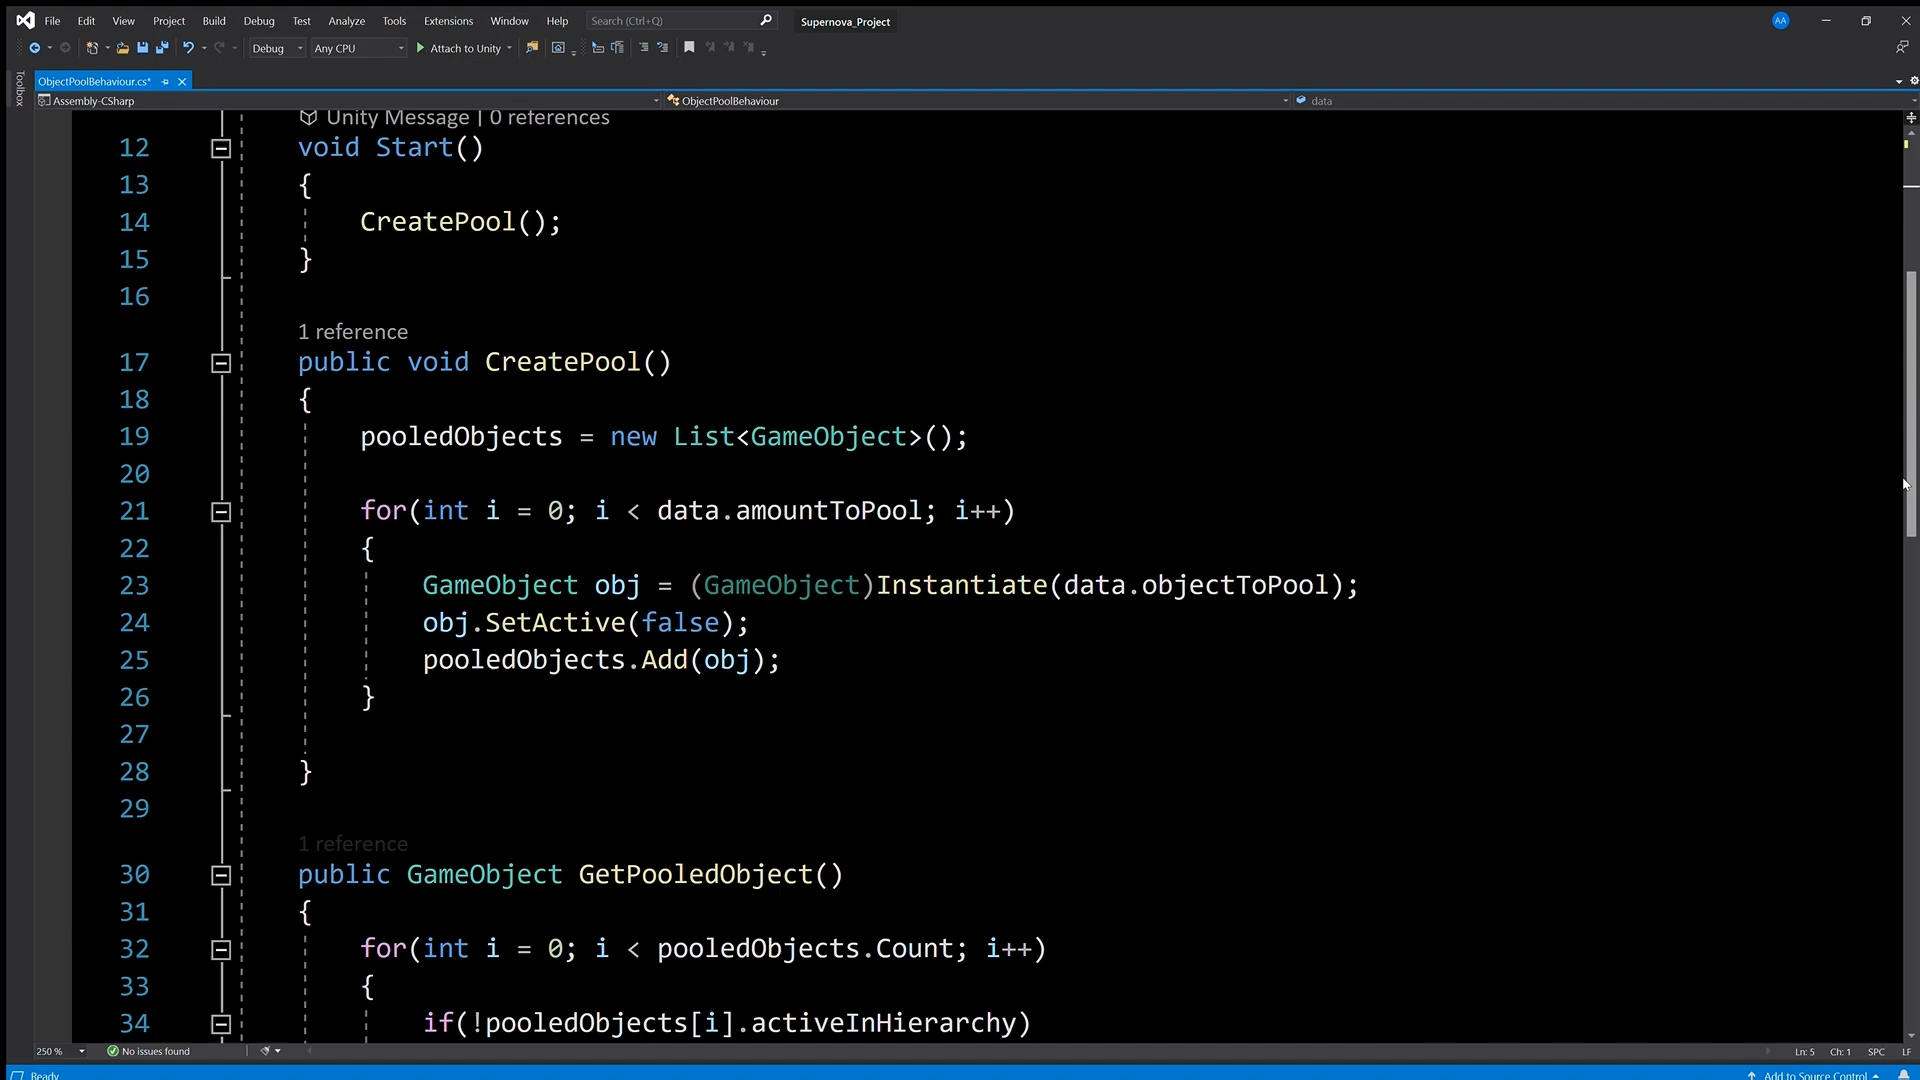 File Edit View Project Build Debug Test Analyze Tools Extensions Window Help Search (Ctrl+Q) Supernova_Project AA
Debug Any CPU Attach to Unity
Toolbox
ObjectPoolBehaviour.cs*
Assembly-CSharp ObjectPoolBehaviour data
Unity Message | 0 references
12 void Start()
13 {
14 CreatePool();
15 }
16
1 reference
17 public void CreatePool()
18 {
19 pooledObjects = new List<GameObject>();
20
21 for(int i = 0; i < data.amountToPool; i++)
22 {
23 GameObject obj = (GameObject)Instantiate(data.objectToPool);
24 obj.SetActive(false);
25 pooledObjects.Add(obj);
26 }
27
28 }
29
1 reference
30 public GameObject GetPooledObject()
31 {
32 for(int i = 0; i < pooledObjects.Count; i++)
33 {
34 if(!pooledObjects[i].activeInHierarchy)
250 % No issues found Ln: 5 Ch: 1 SPC LF
Ready Add to Source Control